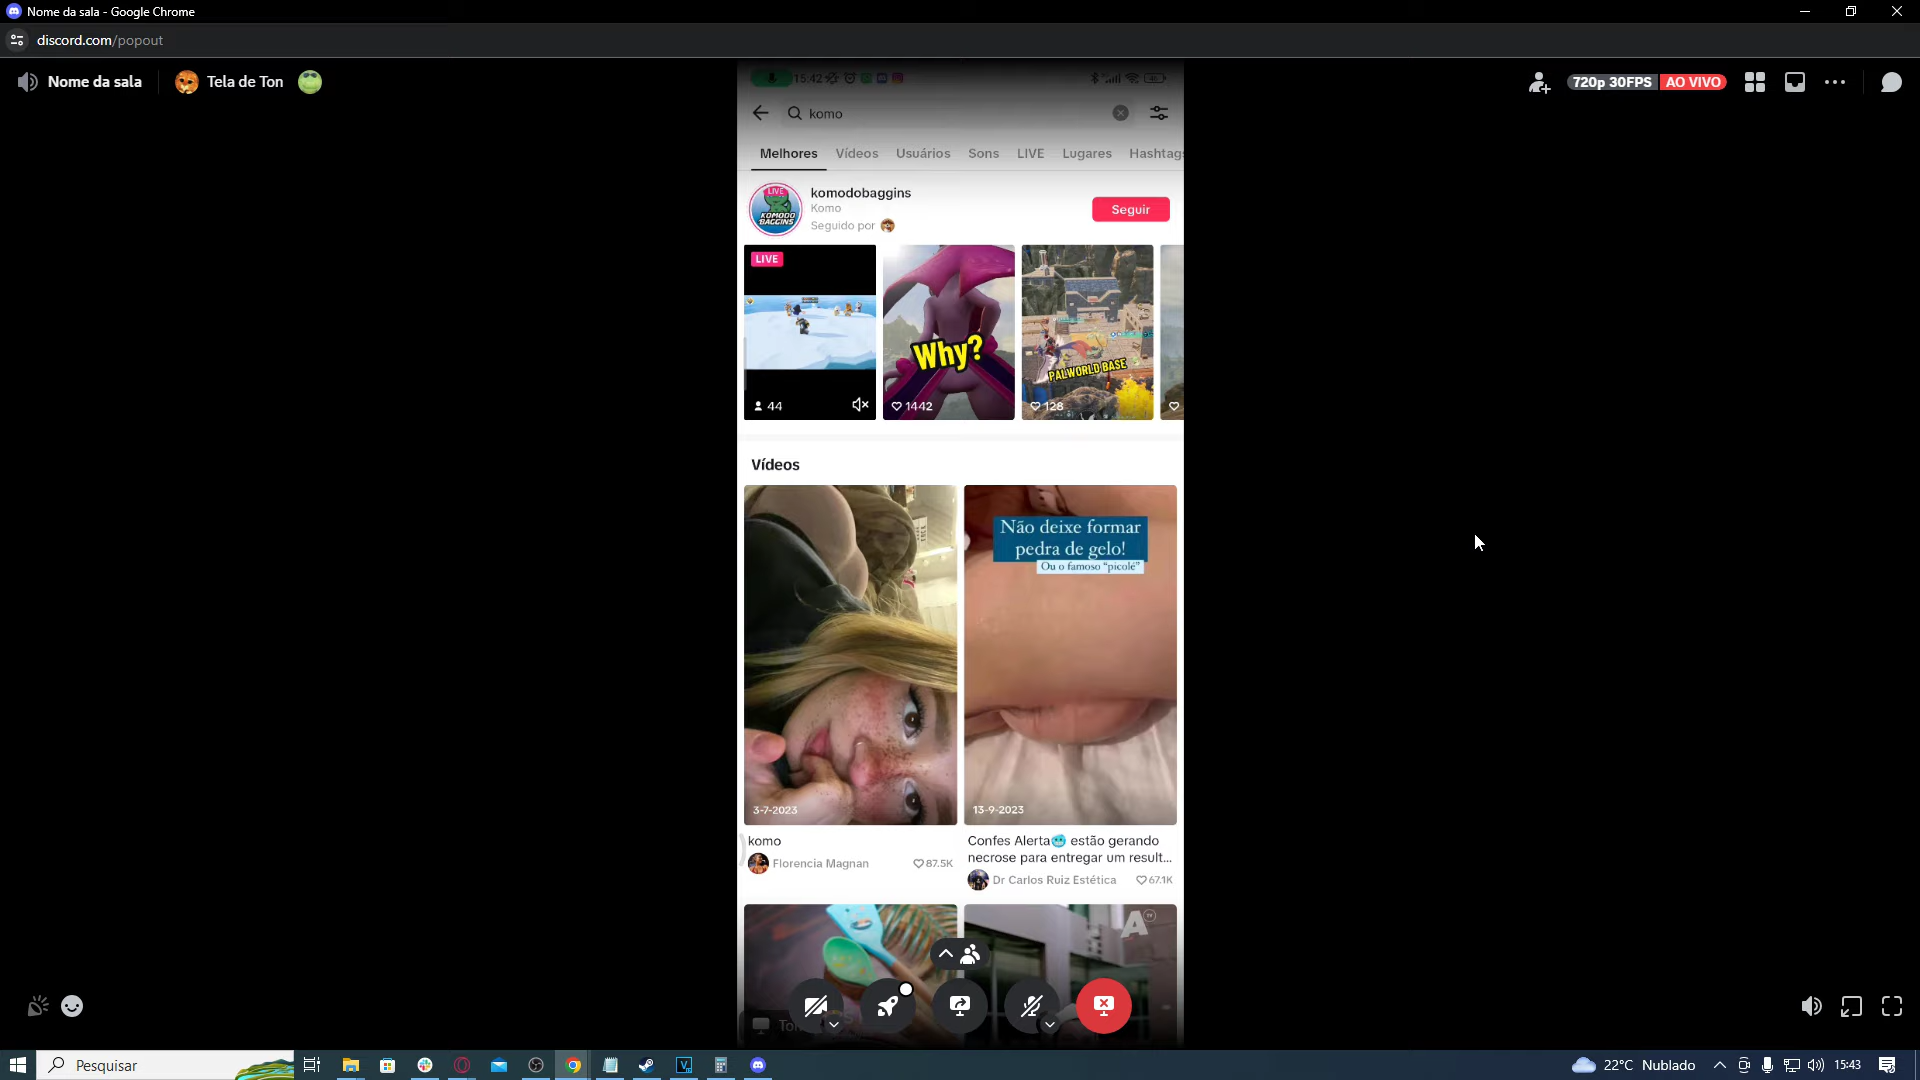 Nome da sala - Google Chrome
discord.com/popout
Nome da sala
Tela de Ton
720p 30FPS
AO VIVO
15:42
komo
Melhores
Vídeos
Usuários
Sons
LIVE
Lugares
Hashtags
LIVE
KOMODO
BAGGINS
komodobaggins
Komo
Seguido por
Seguir
LIVE
44
Why?
1442
PALWORLD BASE
128
Vídeos
3-7-2023
Não deixe formar
pedra de gelo!
Ou o famoso "picolé"
13-9-2023
komo
Florencia Magnan
87.5K
Confes Alerta🥶 estão gerando
necrose para entregar um result...
Dr Carlos Ruiz Estética
67.1K
A
Pesquisar
22°C Nublado
15:43